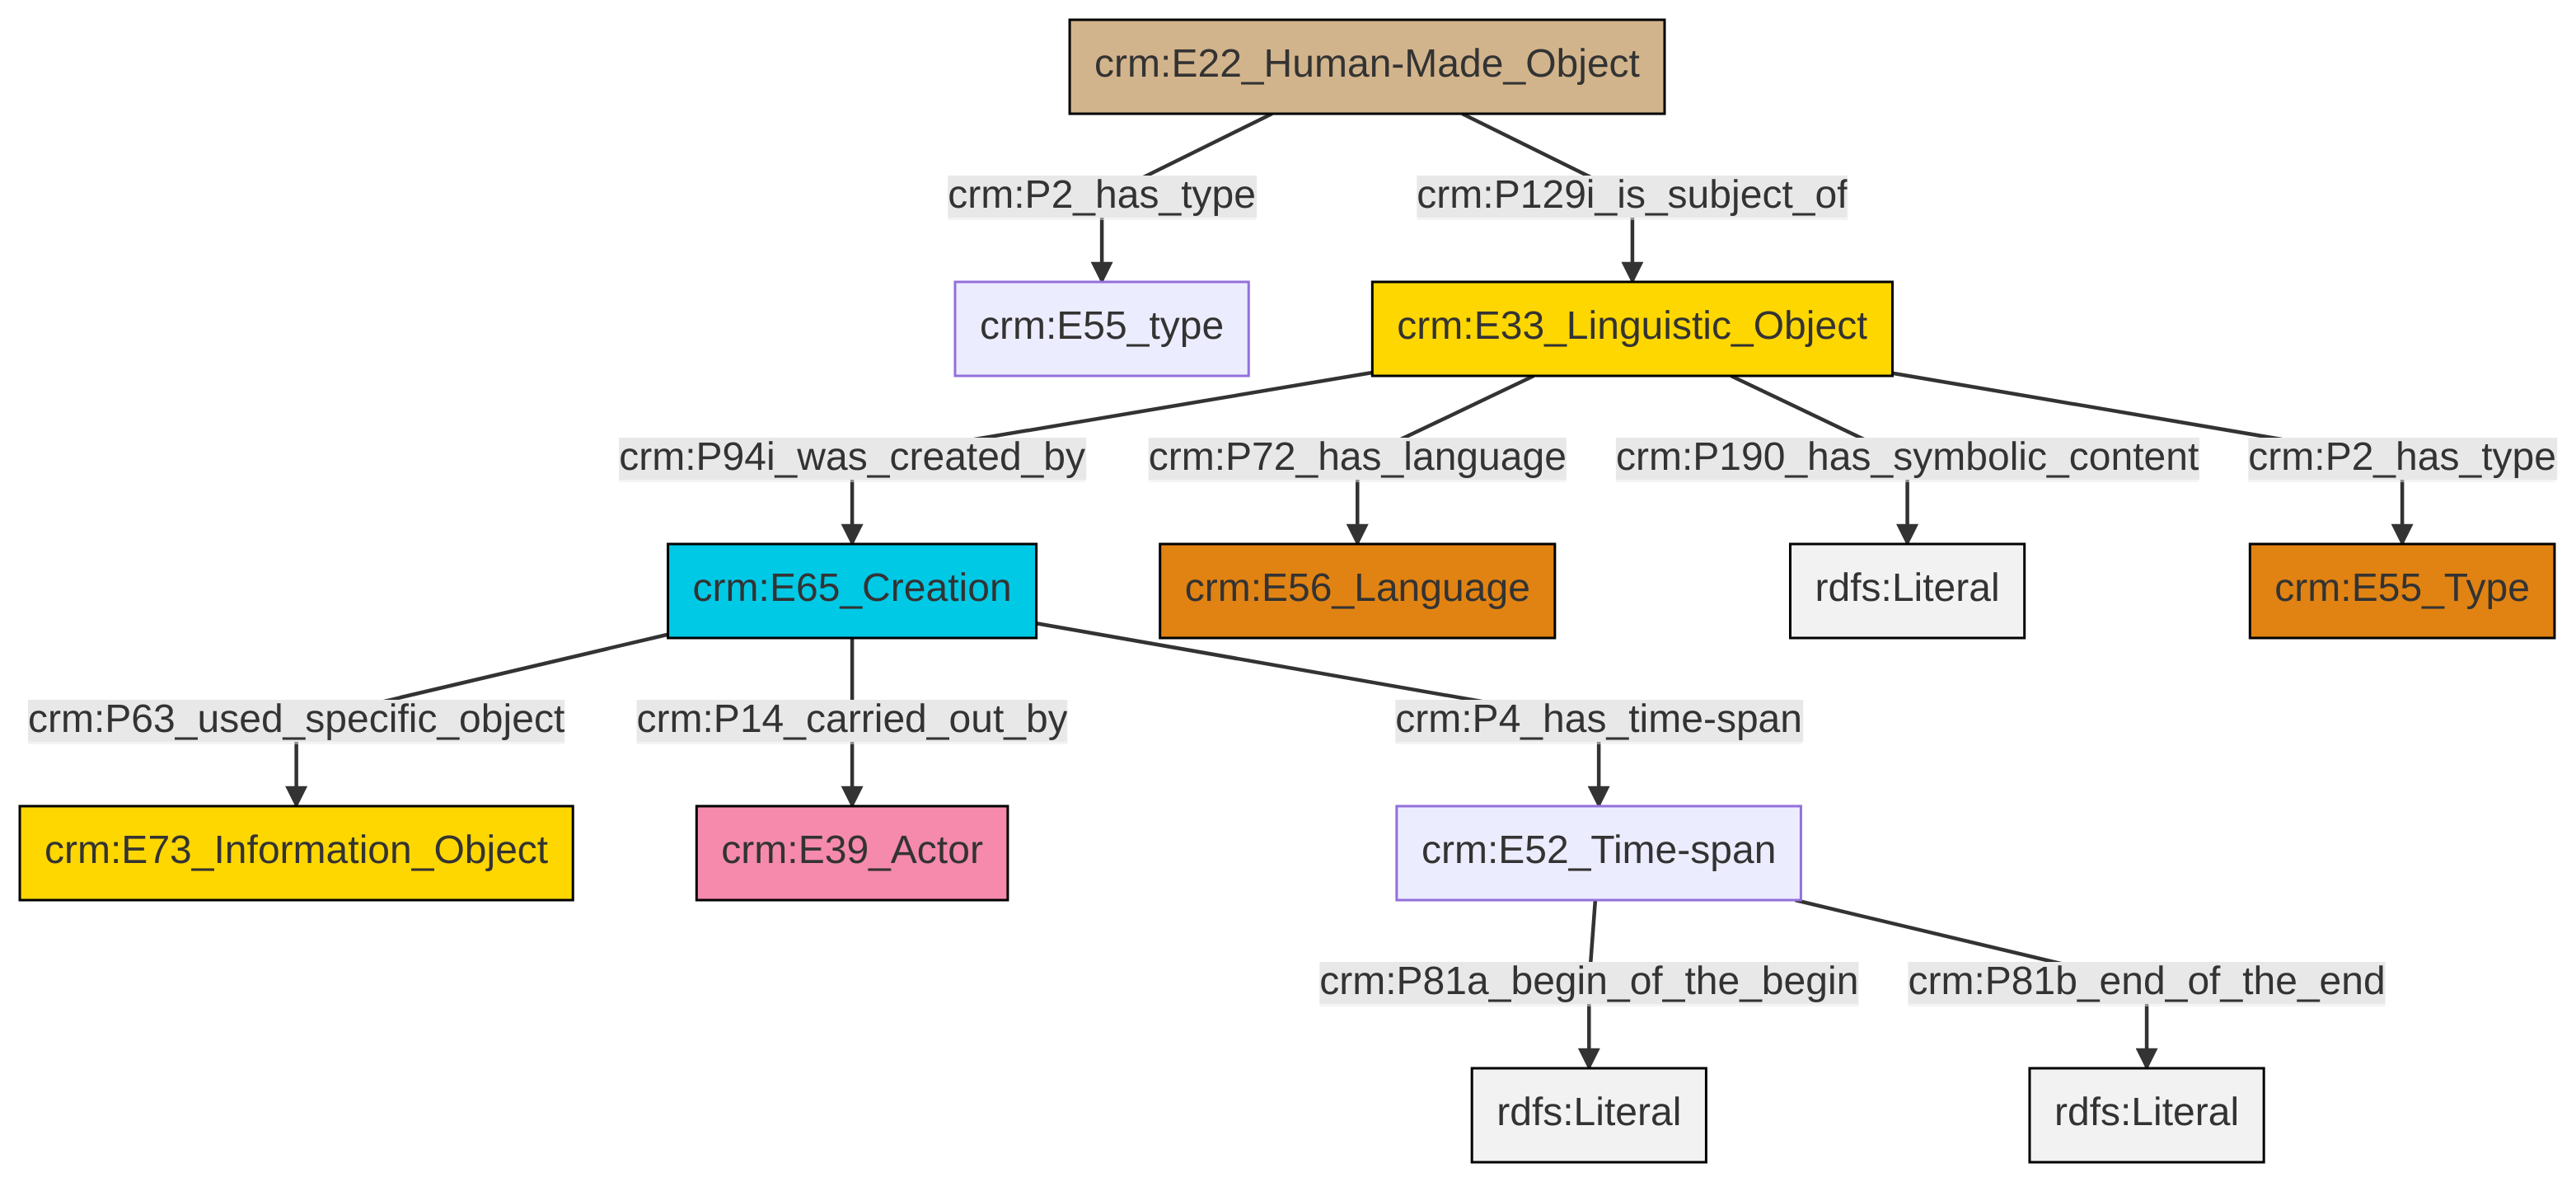 crm:E22_Human-Made_Object
crm:P2_has_type
crm:P129i_is_subject_of
crm:E55_type
crm:E33_Linguistic_Object
crm:P94i_was_created_by
crm:P72_has_language
crm:P190_has_symbolic_content
crm:P2_has_type
crm:E65_Creation
crm:E56_Language
rdfs:Literal
crm:E55_Type
crm:P63_used_specific_object
crm:P14_carried_out_by
crm:P4_has_time-span
crm:E73_Information_Object
crm:E39_Actor
crm:E52_Time-span
crm:P81a_begin_of_the_begin
crm:P81b_end_of_the_end
rdfs:Literal
rdfs:Literal